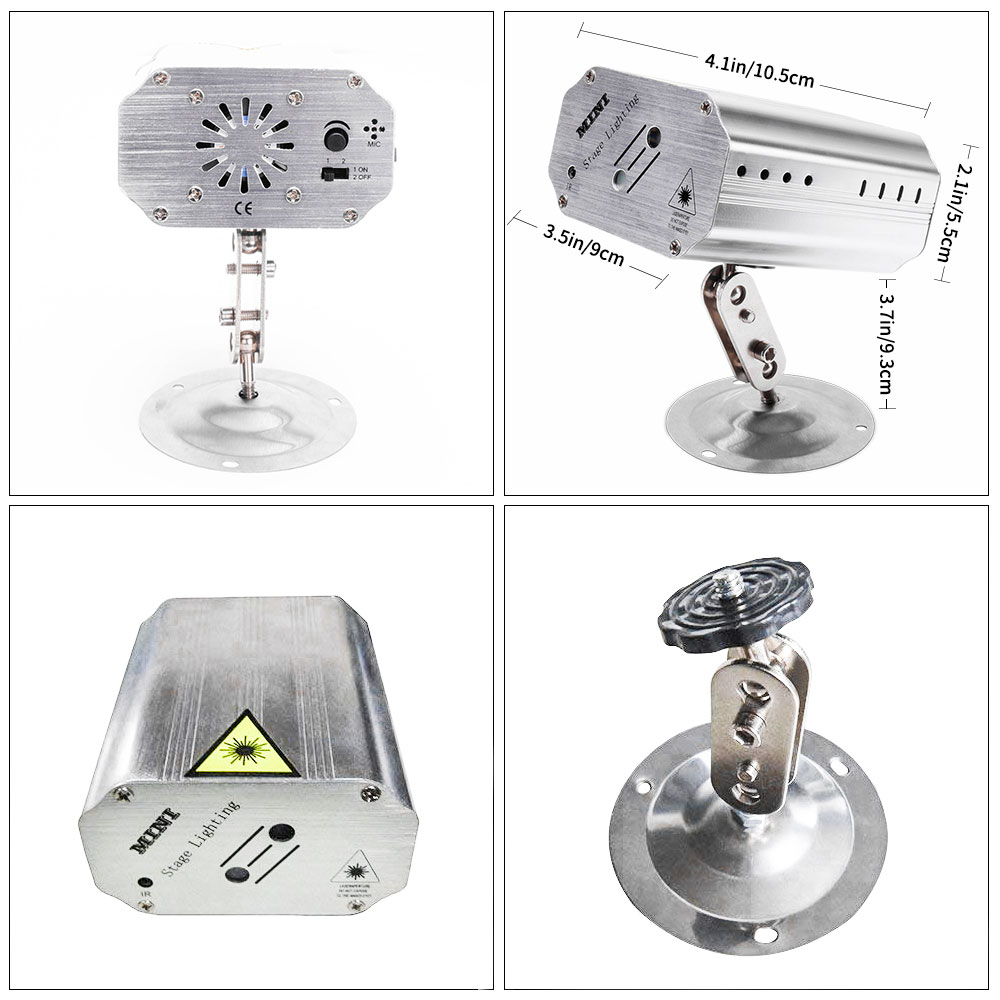 MIC
1 2
1 ON
2 OFF
CE
4.1in/10.5cm
MINI
Stage Lighting
IR
2.1in/5.5cm
3.5in/9cm
3.7in/9.3cm
MINI
Stage Lighting
IR